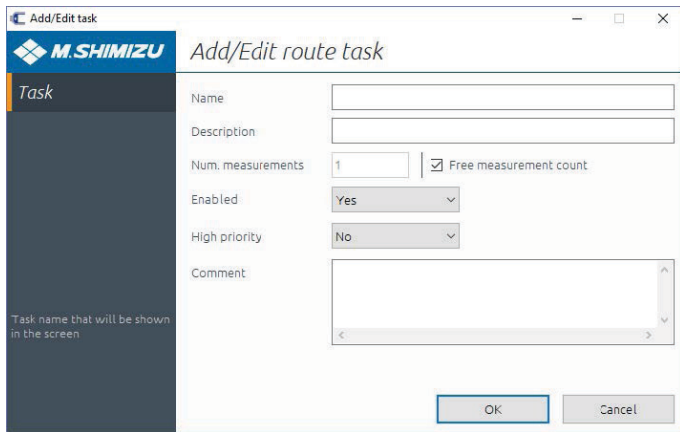 Add/Edit task
M.SHIMIZU
Add/Edit route task
Task
Name
Description
Num. measurements 1 Free measurement count
Enabled Yes
High priority No
Comment
Task name that will be shown
in the screen
OK Cancel